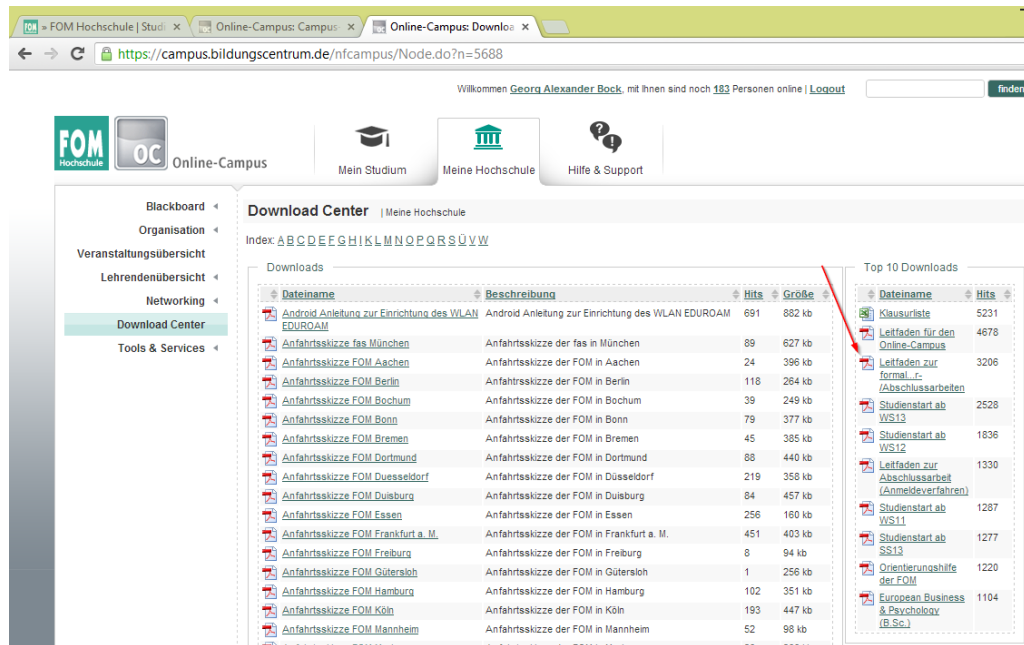 » FOM Hochschule | Studi
Online-Campus: Campus-
Online-Campus: Downloa
https://campus.bildungscentrum.de/nfcampus/Node.do?n=5688
Willkommen Georg Alexander Bock, mit Ihnen sind noch 183 Personen online | Logout
finden
FOM
Hochschule
OC
Online-Campus
Mein Studium
Meine Hochschule
Hilfe & Support
Blackboard
Organisation
Veranstaltungsübersicht
Lehrendenübersicht
Networking
Download Center
Tools & Services
Download Center | Meine Hochschule
Index: A B C D E F G H I K L M N O P Q R S Ü V W
Downloads
Dateiname Beschreibung Hits Größe
Android Anleitung zur Einrichtung des WLAN Android Anleitung zur Einrichtung des WLAN EDUROAM 691 882 kb
EDUROAM
Anfahrtsskizze fas München Anfahrtsskizze der fas in München 89 627 kb
Anfahrtsskizze FOM Aachen Anfahrtsskizze der FOM in Aachen 24 396 kb
Anfahrtsskizze FOM Berlin Anfahrtsskizze der FOM in Berlin 118 264 kb
Anfahrtsskizze FOM Bochum Anfahrtsskizze der FOM in Bochum 39 249 kb
Anfahrtsskizze FOM Bonn Anfahrtsskizze der FOM in Bonn 79 377 kb
Anfahrtsskizze FOM Bremen Anfahrtsskizze der FOM in Bremen 45 385 kb
Anfahrtsskizze FOM Dortmund Anfahrtsskizze der FOM in Dortmund 88 440 kb
Anfahrtsskizze FOM Duesseldorf Anfahrtsskizze der FOM in Düsseldorf 219 358 kb
Anfahrtsskizze FOM Duisburg Anfahrtsskizze der FOM in Duisburg 84 457 kb
Anfahrtsskizze FOM Essen Anfahrtsskizze der FOM in Essen 256 160 kb
Anfahrtsskizze FOM Frankfurt a. M. Anfahrtsskizze der FOM in Frankfurt a. M. 451 403 kb
Anfahrtsskizze FOM Freiburg Anfahrtsskizze der FOM in Freiburg 8 94 kb
Anfahrtsskizze FOM Gütersloh Anfahrtsskizze der FOM in Gütersloh 1 256 kb
Anfahrtsskizze FOM Hamburg Anfahrtsskizze der FOM in Hamburg 102 351 kb
Anfahrtsskizze FOM Köln Anfahrtsskizze der FOM in Köln 193 447 kb
Anfahrtsskizze FOM Mannheim Anfahrtsskizze der FOM in Mannheim 52 98 kb
Top 10 Downloads
Dateiname Hits
Klausurliste 5231
Leitfaden für den 4678
Online-Campus
Leitfaden zur 3206
formal...r-
/Abschlussarbeiten
Studienstart ab 2528
WS13
Studienstart ab 1836
WS12
Leitfaden zur 1330
Abschlussarbeit
(Anmeldeverfahren)
Studienstart ab 1287
WS11
Studienstart ab 1277
SS13
Orientierungshilfe 1220
der FOM
European Business 1104
& Psychology
(B.Sc.)